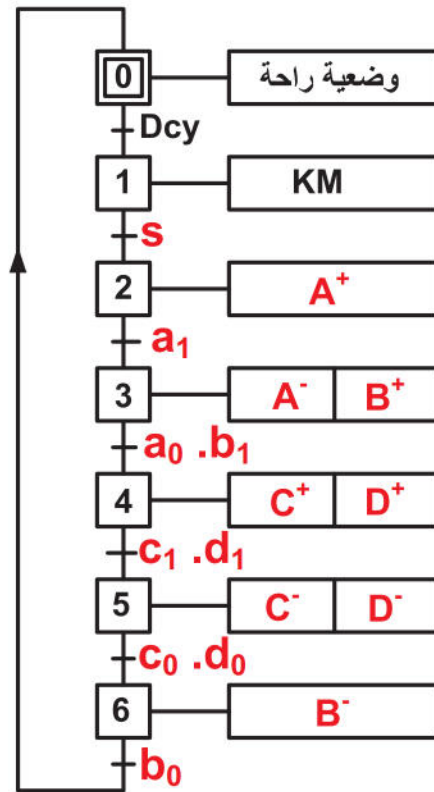 0 وضعية راحة
Dcy
1 KM
s
2 A⁺
a₁
3 A⁻ B⁺
a₀ .b₁
4 C⁺ D⁺
c₁ .d₁
5 C⁻ D⁻
c₀ .d₀
6 B⁻
b₀